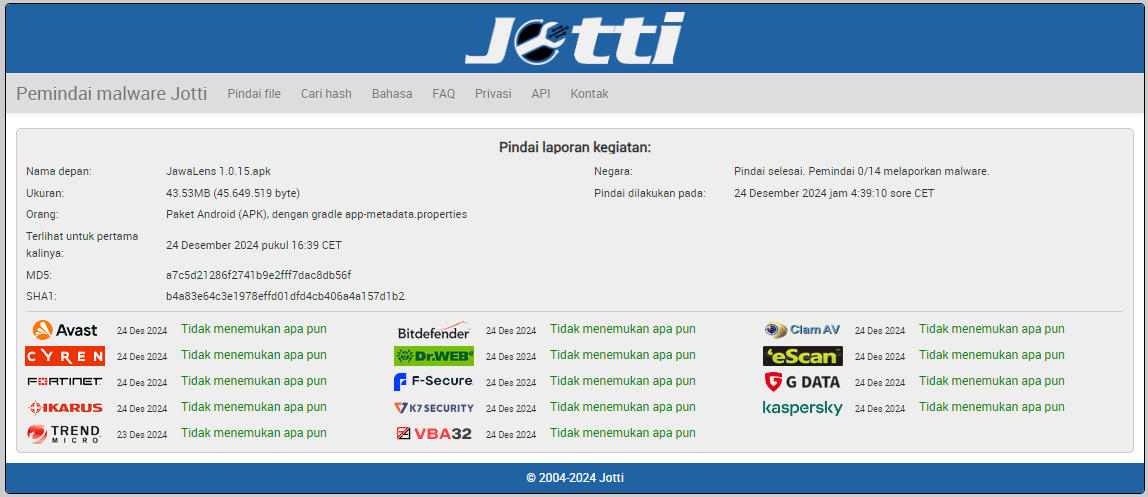 Jotti
Pemindai malware Jotti Pindai file Cari hash Bahasa FAQ Privasi API Kontak
Pindai laporan kegiatan:
Nama depan: JawaLens 1.0.15.apk Negara: Pindai selesai. Pemindai 0/14 melaporkan malware.
Ukuran: 43.53MB (45.649.519 byte) Pindai dilakukan pada: 24 Desember 2024 jam 4:39:10 sore CET
Orang: Paket Android (APK), dengan gradle app-metadata.properties
Terlihat untuk pertama
kalinya: 24 Desember 2024 pukul 16:39 CET
MD5: a7c5d21286f2741b9e2fff7dac8db56f
SHA1: b4a83e64c3e1978effd01dfd4cb406a4a157d1b2
Avast 24 Des 2024 Tidak menemukan apa pun Bitdefender 24 Des 2024 Tidak menemukan apa pun Clam AV 24 Des 2024 Tidak menemukan apa pun
CYREN 24 Des 2024 Tidak menemukan apa pun Dr.WEB 24 Des 2024 Tidak menemukan apa pun eScan 24 Des 2024 Tidak menemukan apa pun
FORTINET 24 Des 2024 Tidak menemukan apa pun F-Secure 24 Des 2024 Tidak menemukan apa pun G DATA 24 Des 2024 Tidak menemukan apa pun
IKARUS 24 Des 2024 Tidak menemukan apa pun K7 SECURITY 24 Des 2024 Tidak menemukan apa pun kaspersky 24 Des 2024 Tidak menemukan apa pun
TREND MICRO 23 Des 2024 Tidak menemukan apa pun VBA32 24 Des 2024 Tidak menemukan apa pun
© 2004-2024 Jotti